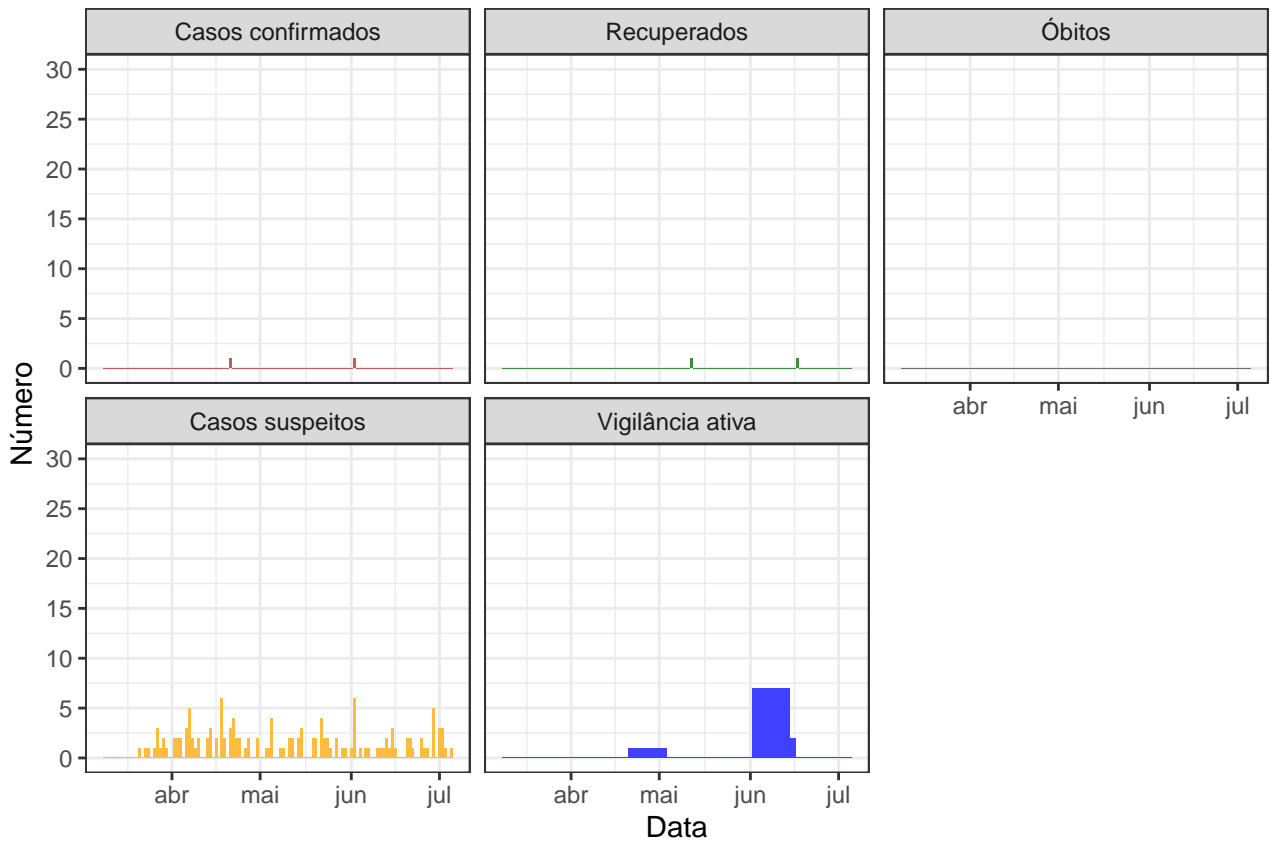 Casos confirmados
Recuperados
Óbitos
30
25
20
15
10
5
0
abr mai jun jul
Casos suspeitos
Vigilância ativa
30
25
20
15
10
5
0
abr mai jun jul
abr mai jun jul
Data
Número